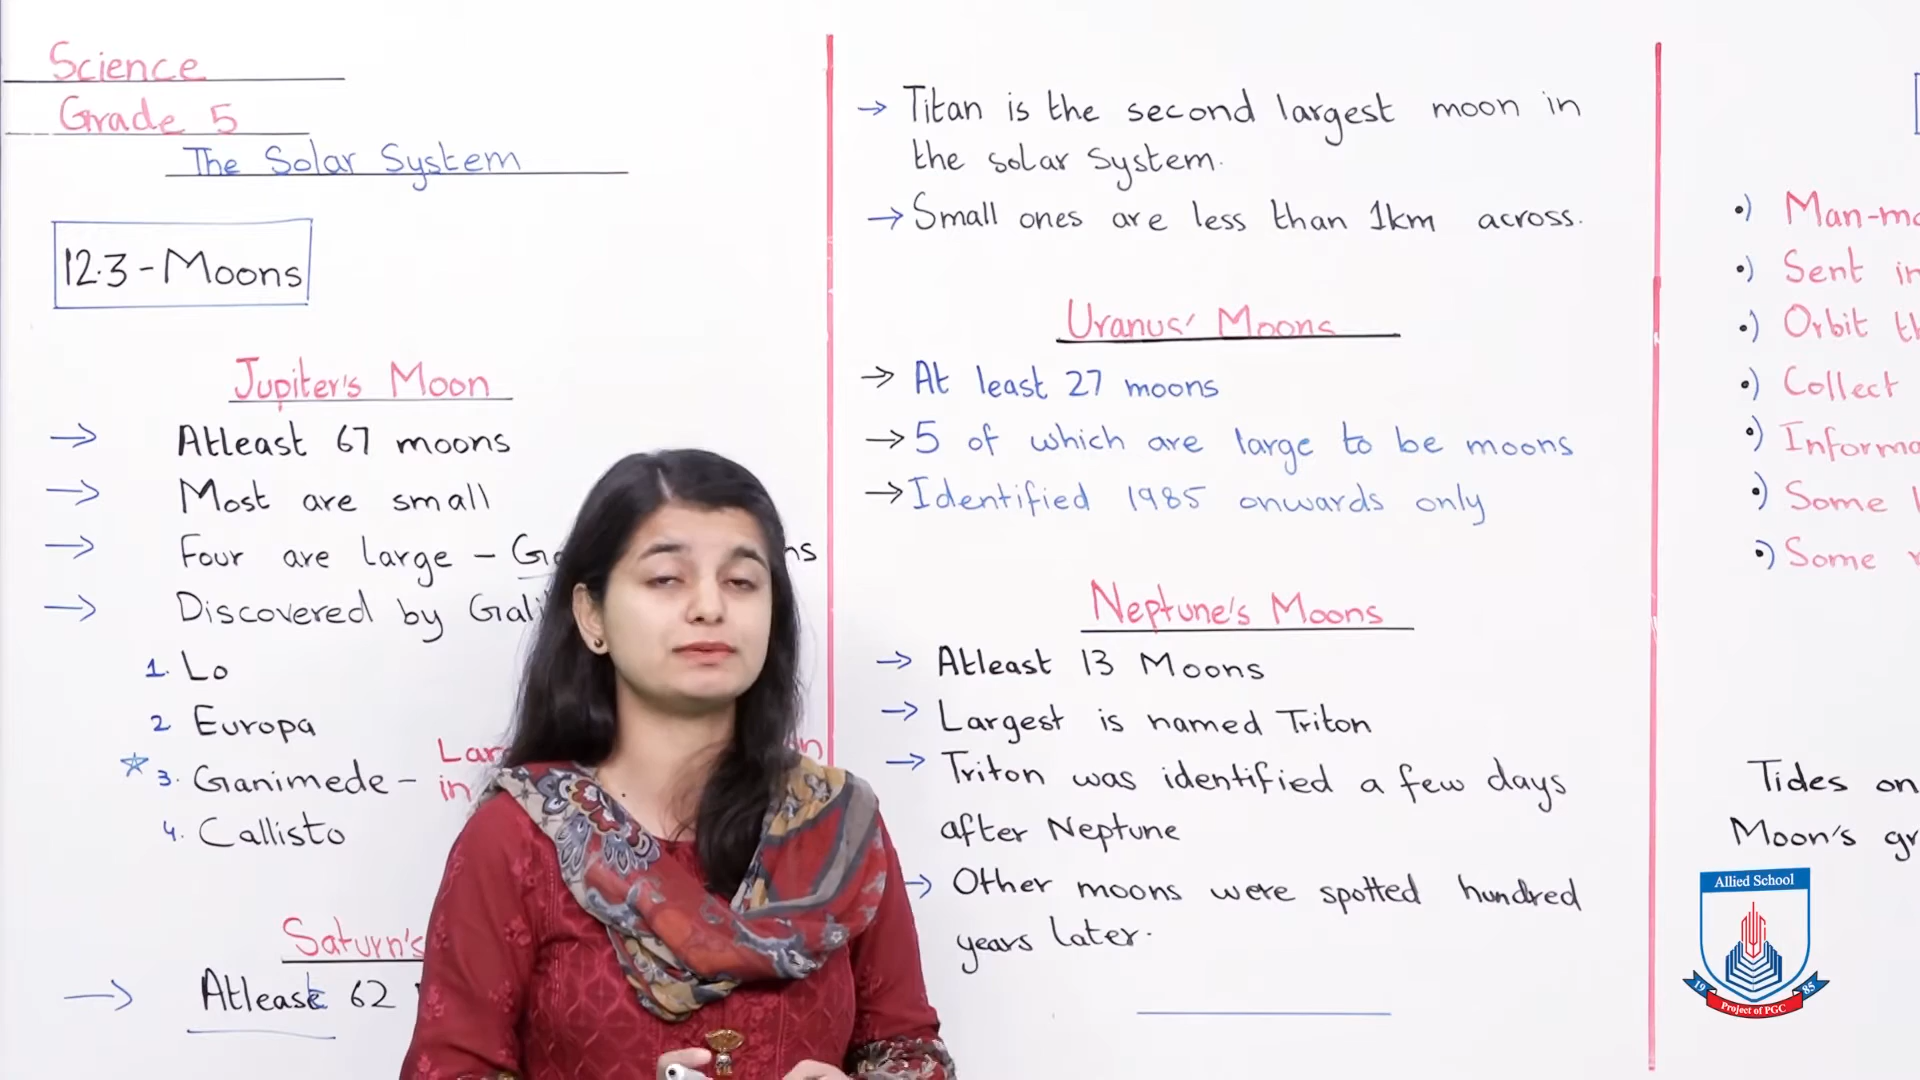 Science
Grade 5
The Solar System
12.3 - Moons
Jupiter's Moon
→ Atleast 67 moons
→ Most are small
→ Four are large -
→ Discovered by
1. Lo
2 Europa
☆ 3. Ganimede -
in
4. Callisto
Saturn's
→ Atleast 62
→ Titan is the second largest moon in
the solar System.
→ Small ones are less than 1km across.
Uranus' Moons
→ At least 27 moons
→ 5 of which are large to be moons
→ Identified 1985 onwards only
Neptune's Moons
→ Atleast 13 Moons
→ Largest is named Triton
→ Triton was identified a few days
after Neptune
→ Other moons were spotted hundred
years later.
Sent
Orbit
Collect
Some
Some
Tides on
Moon's
Allied School
19 85
Project of PGC